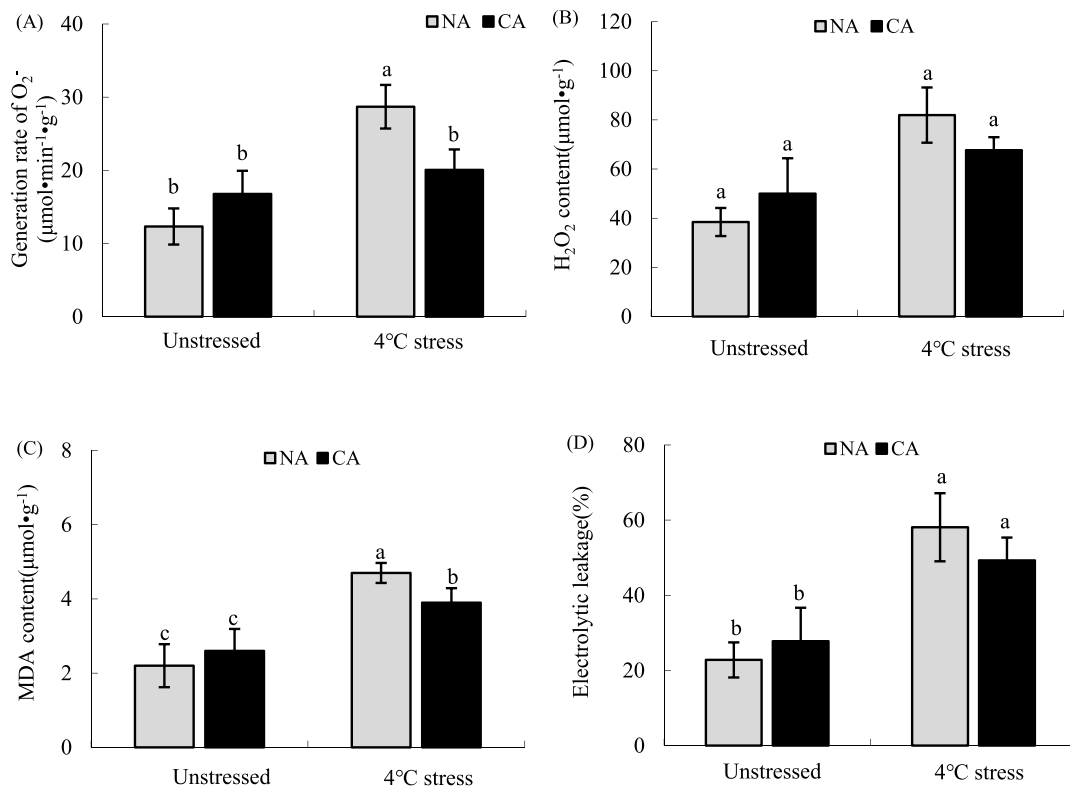 (A)
NA CA
Generation rate of O₂⁻
(μmol•min⁻¹•g⁻¹)
40
30
20
10
0
b
b
a
b
Unstressed
4℃ stress
(B)
NA CA
H₂O₂ content(μmol•g⁻¹)
120
100
80
60
40
20
0
a
a
a
a
Unstressed
4℃ stress
(C)
NA CA
MDA content(μmol•g⁻¹)
8
6
4
2
0
c
c
a
b
Unstressed
4℃ stress
(D)
NA CA
Electrolytic leakage(%)
80
60
40
20
0
b
b
a
a
Unstressed
4℃ stress